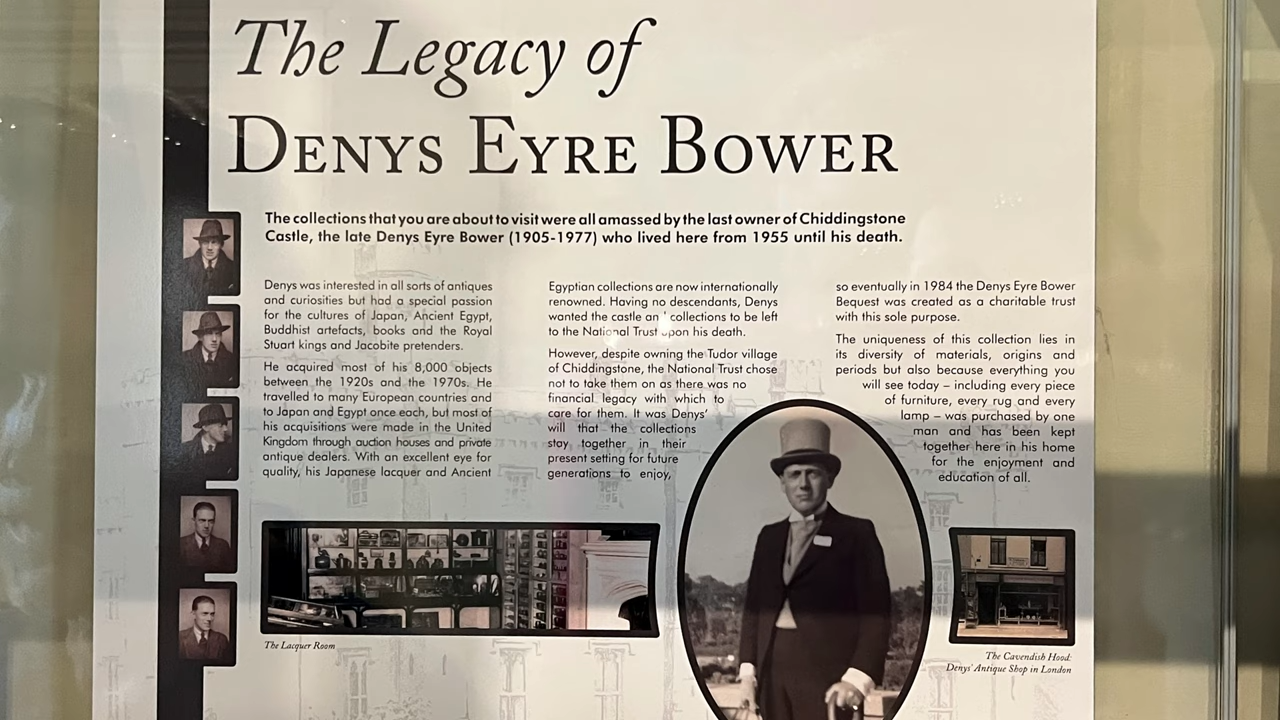 The Legacy of
DENYS EYRE BOWER
The collections that you are about to visit were all amassed by the last owner of Chiddingstone
Castle, the late Denys Eyre Bower (1905-1977) who lived here from 1955 until his death.
Denys was interested in all sorts of antiques
and curiosities but had a special passion
for the cultures of Japan, Ancient Egypt,
Buddhist artefacts, books and the Royal
Stuart kings and Jacobite pretenders.
He acquired most of his 8,000 objects
between the 1920s and the 1970s. He
travelled to many European countries and
to Japan and Egypt once each, but most of
his acquisitions were made in the United
Kingdom through auction houses and private
antique dealers. With an excellent eye for
quality, his Japanese lacquer and Ancient
Egyptian collections are now internationally
renowned. Having no descendants, Denys
wanted the castle collections to be left
to the National Trust upon his death.
However, despite owning the Tudor village
of Chiddingstone, the National Trust chose
not to take them on as there was no
financial legacy with which to
care for them. It was Denys'
will that the collections
stay together in their
present setting for future
generations to enjoy,
so eventually in 1984 the Denys Eyre Bower
Bequest was created as a charitable trust
with this sole purpose.
The uniqueness of this collection lies in
its diversity of materials, origins and
periods but also because everything you
will see today – including every piece
of furniture, every rug and every
lamp – was purchased by one
man and has been kept
together here in his home
for the enjoyment and
education of all.
The Lacquer Room
The Cavendish Hood:
Denys' Antique Shop in London